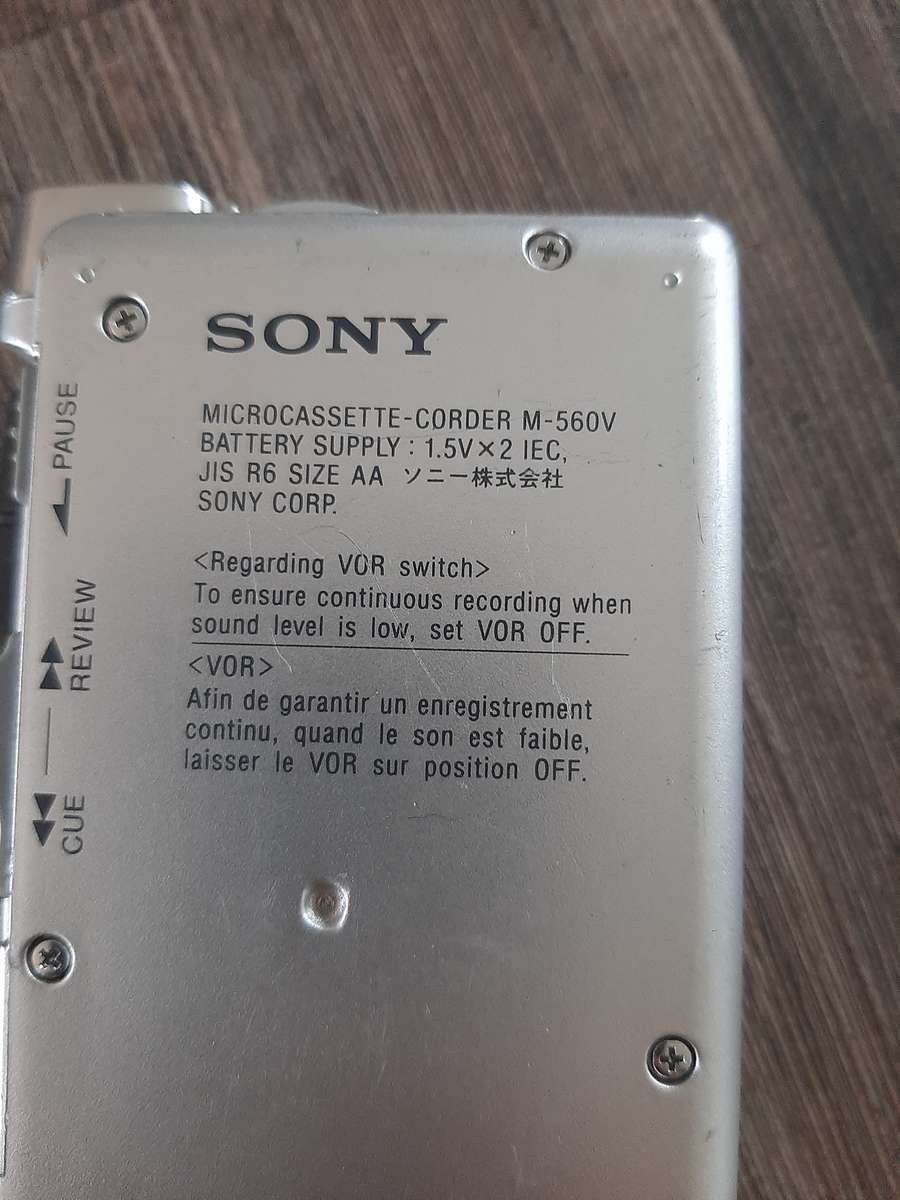 SONY
MICROCASSETTE-CORDER M-560V
BATTERY SUPPLY : 1.5V×2 IEC,
JIS R6 SIZE AA ソニー株式会社
SONY CORP.
<Regarding VOR switch>
To ensure continuous recording when
sound level is low, set VOR OFF.
<VOR>
Afin de garantir un enregistrement
continu, quand le son est faible,
laisser le VOR sur position OFF.
PAUSE
REVIEW
CUE